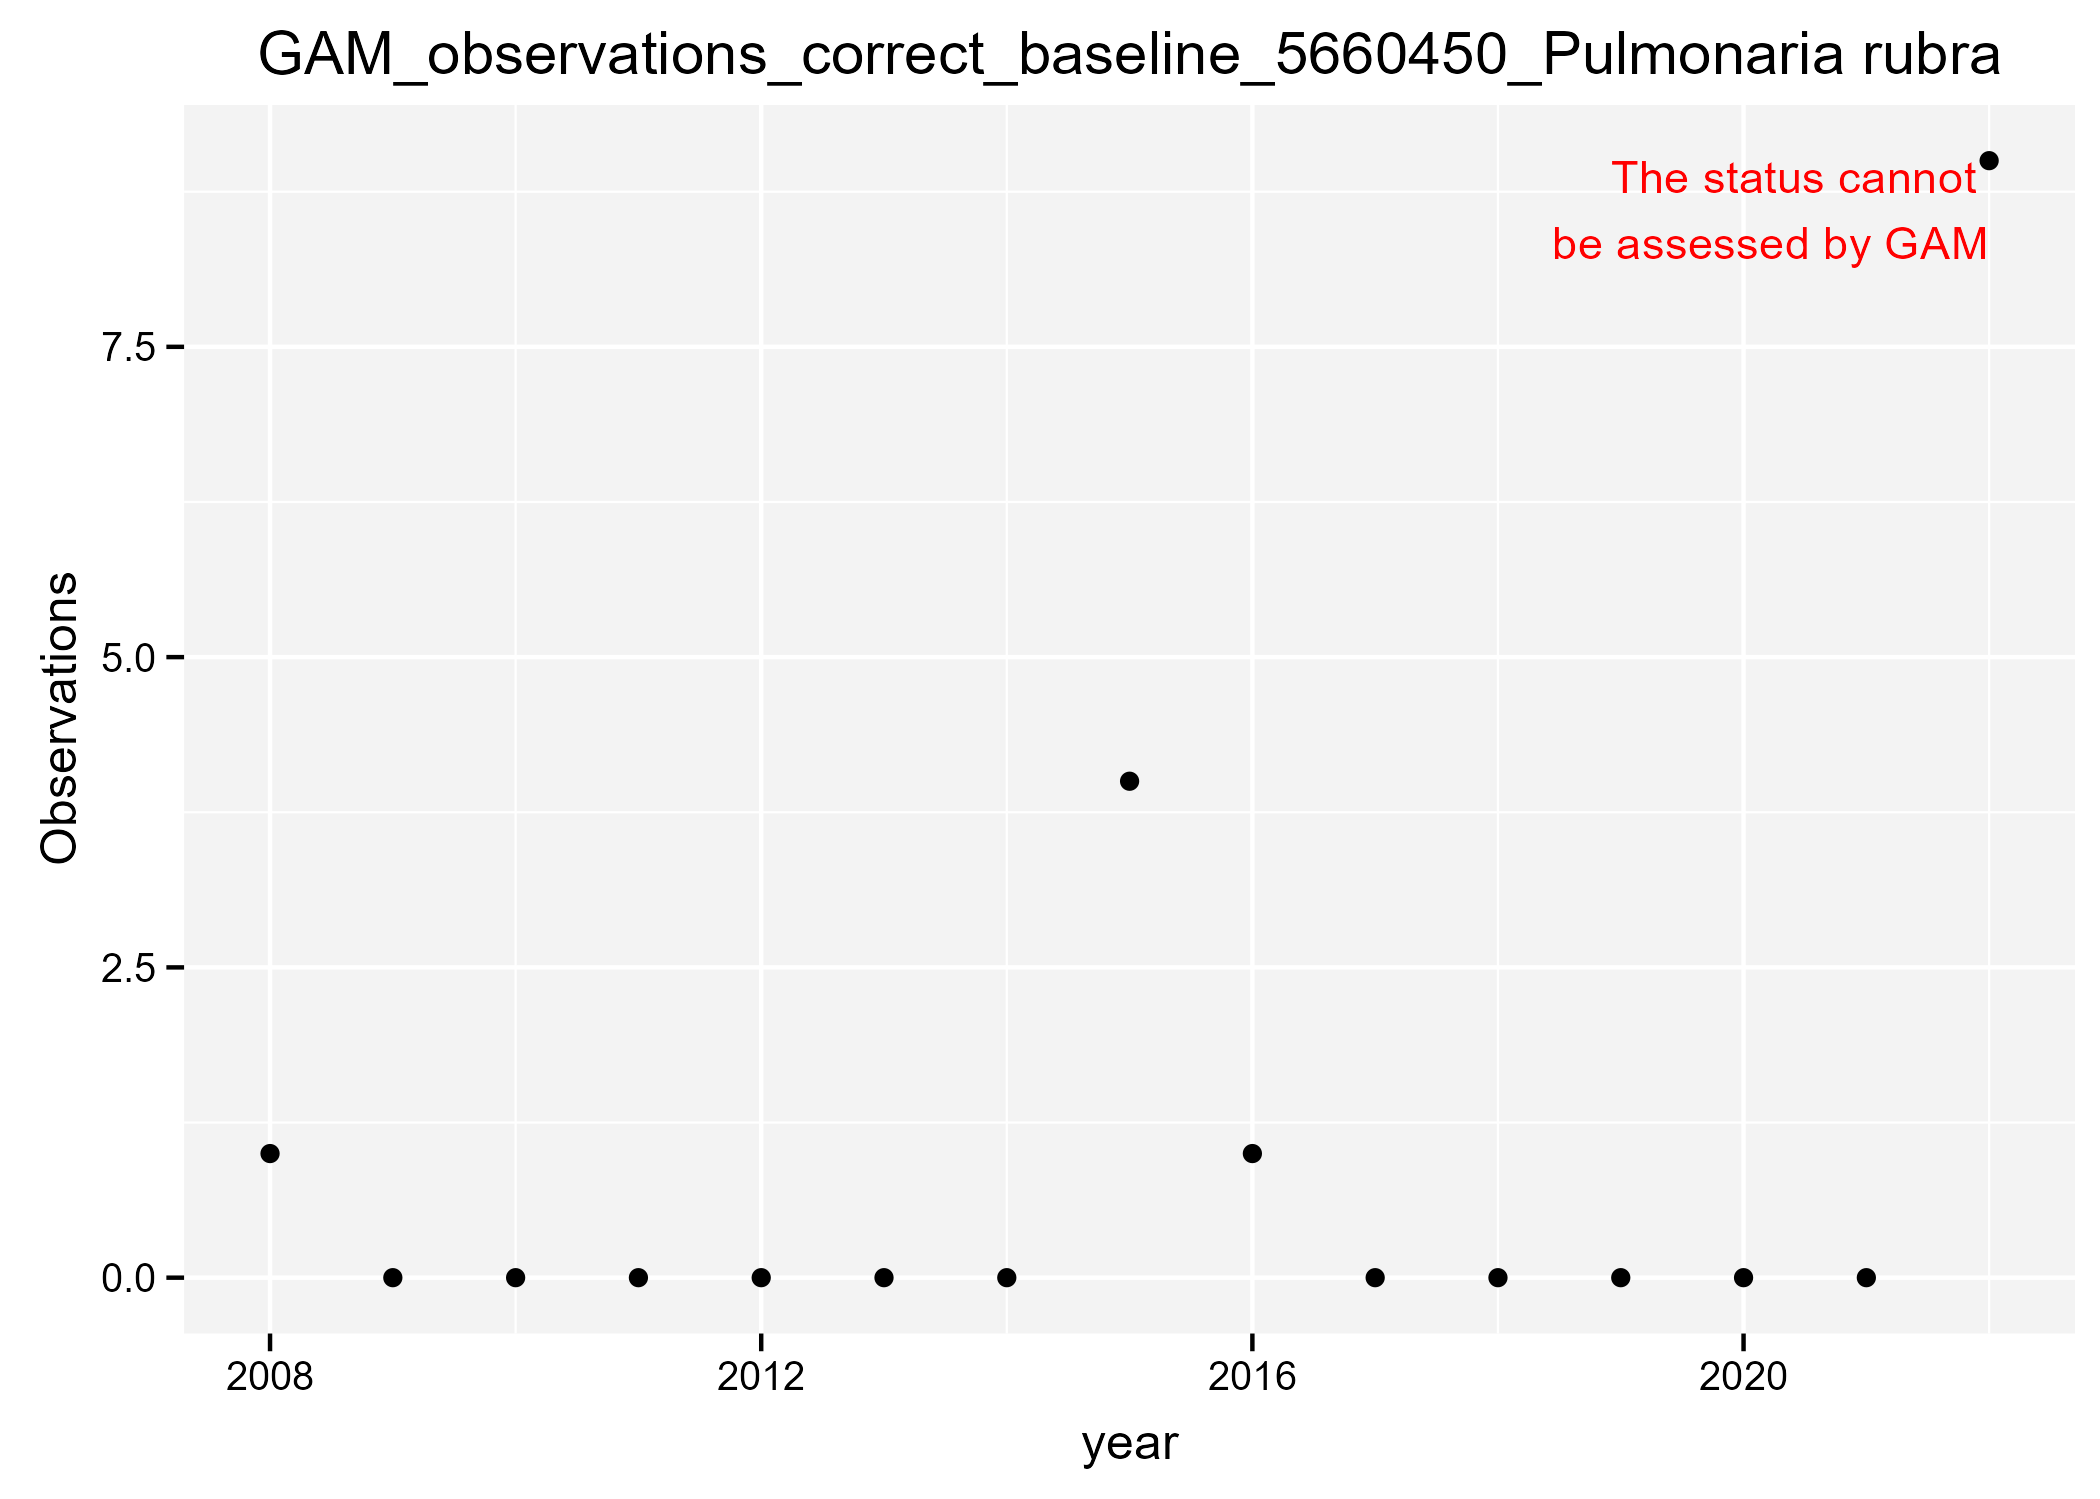 GAM_observations_correct_baseline_5660450_Pulmonaria rubra
The status cannot
be assessed by GAM
7.5
5.0
2.5
0.0
Observations
2008 2012 2016 2020
year